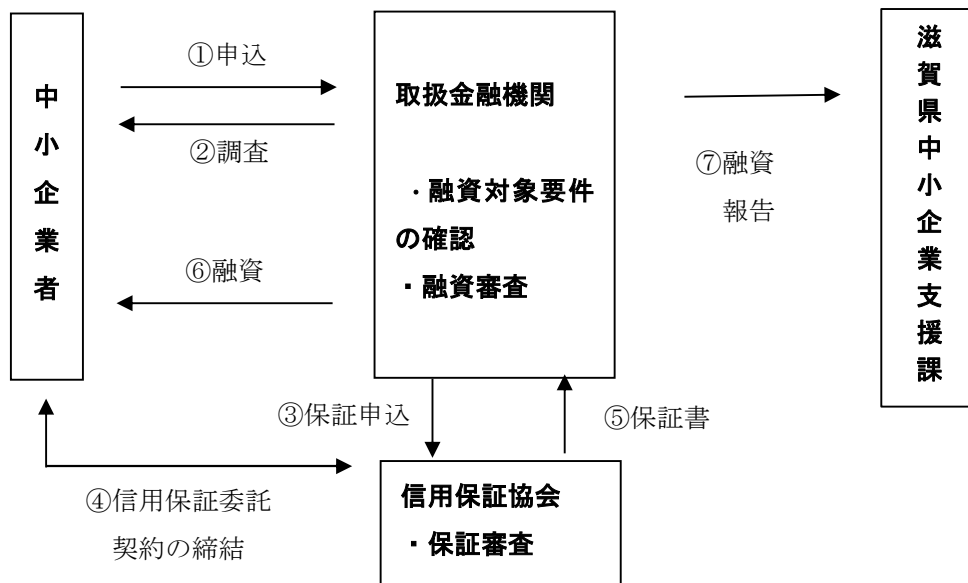 中小企業者
①申込
②調査
⑥融資
取扱金融機関
・融資対象要件
の確認
・融資審査
⑦融資
報告
滋賀県中小企業支援課
③保証申込
⑤保証書
④信用保証委託
契約の締結
信用保証協会
・保証審査